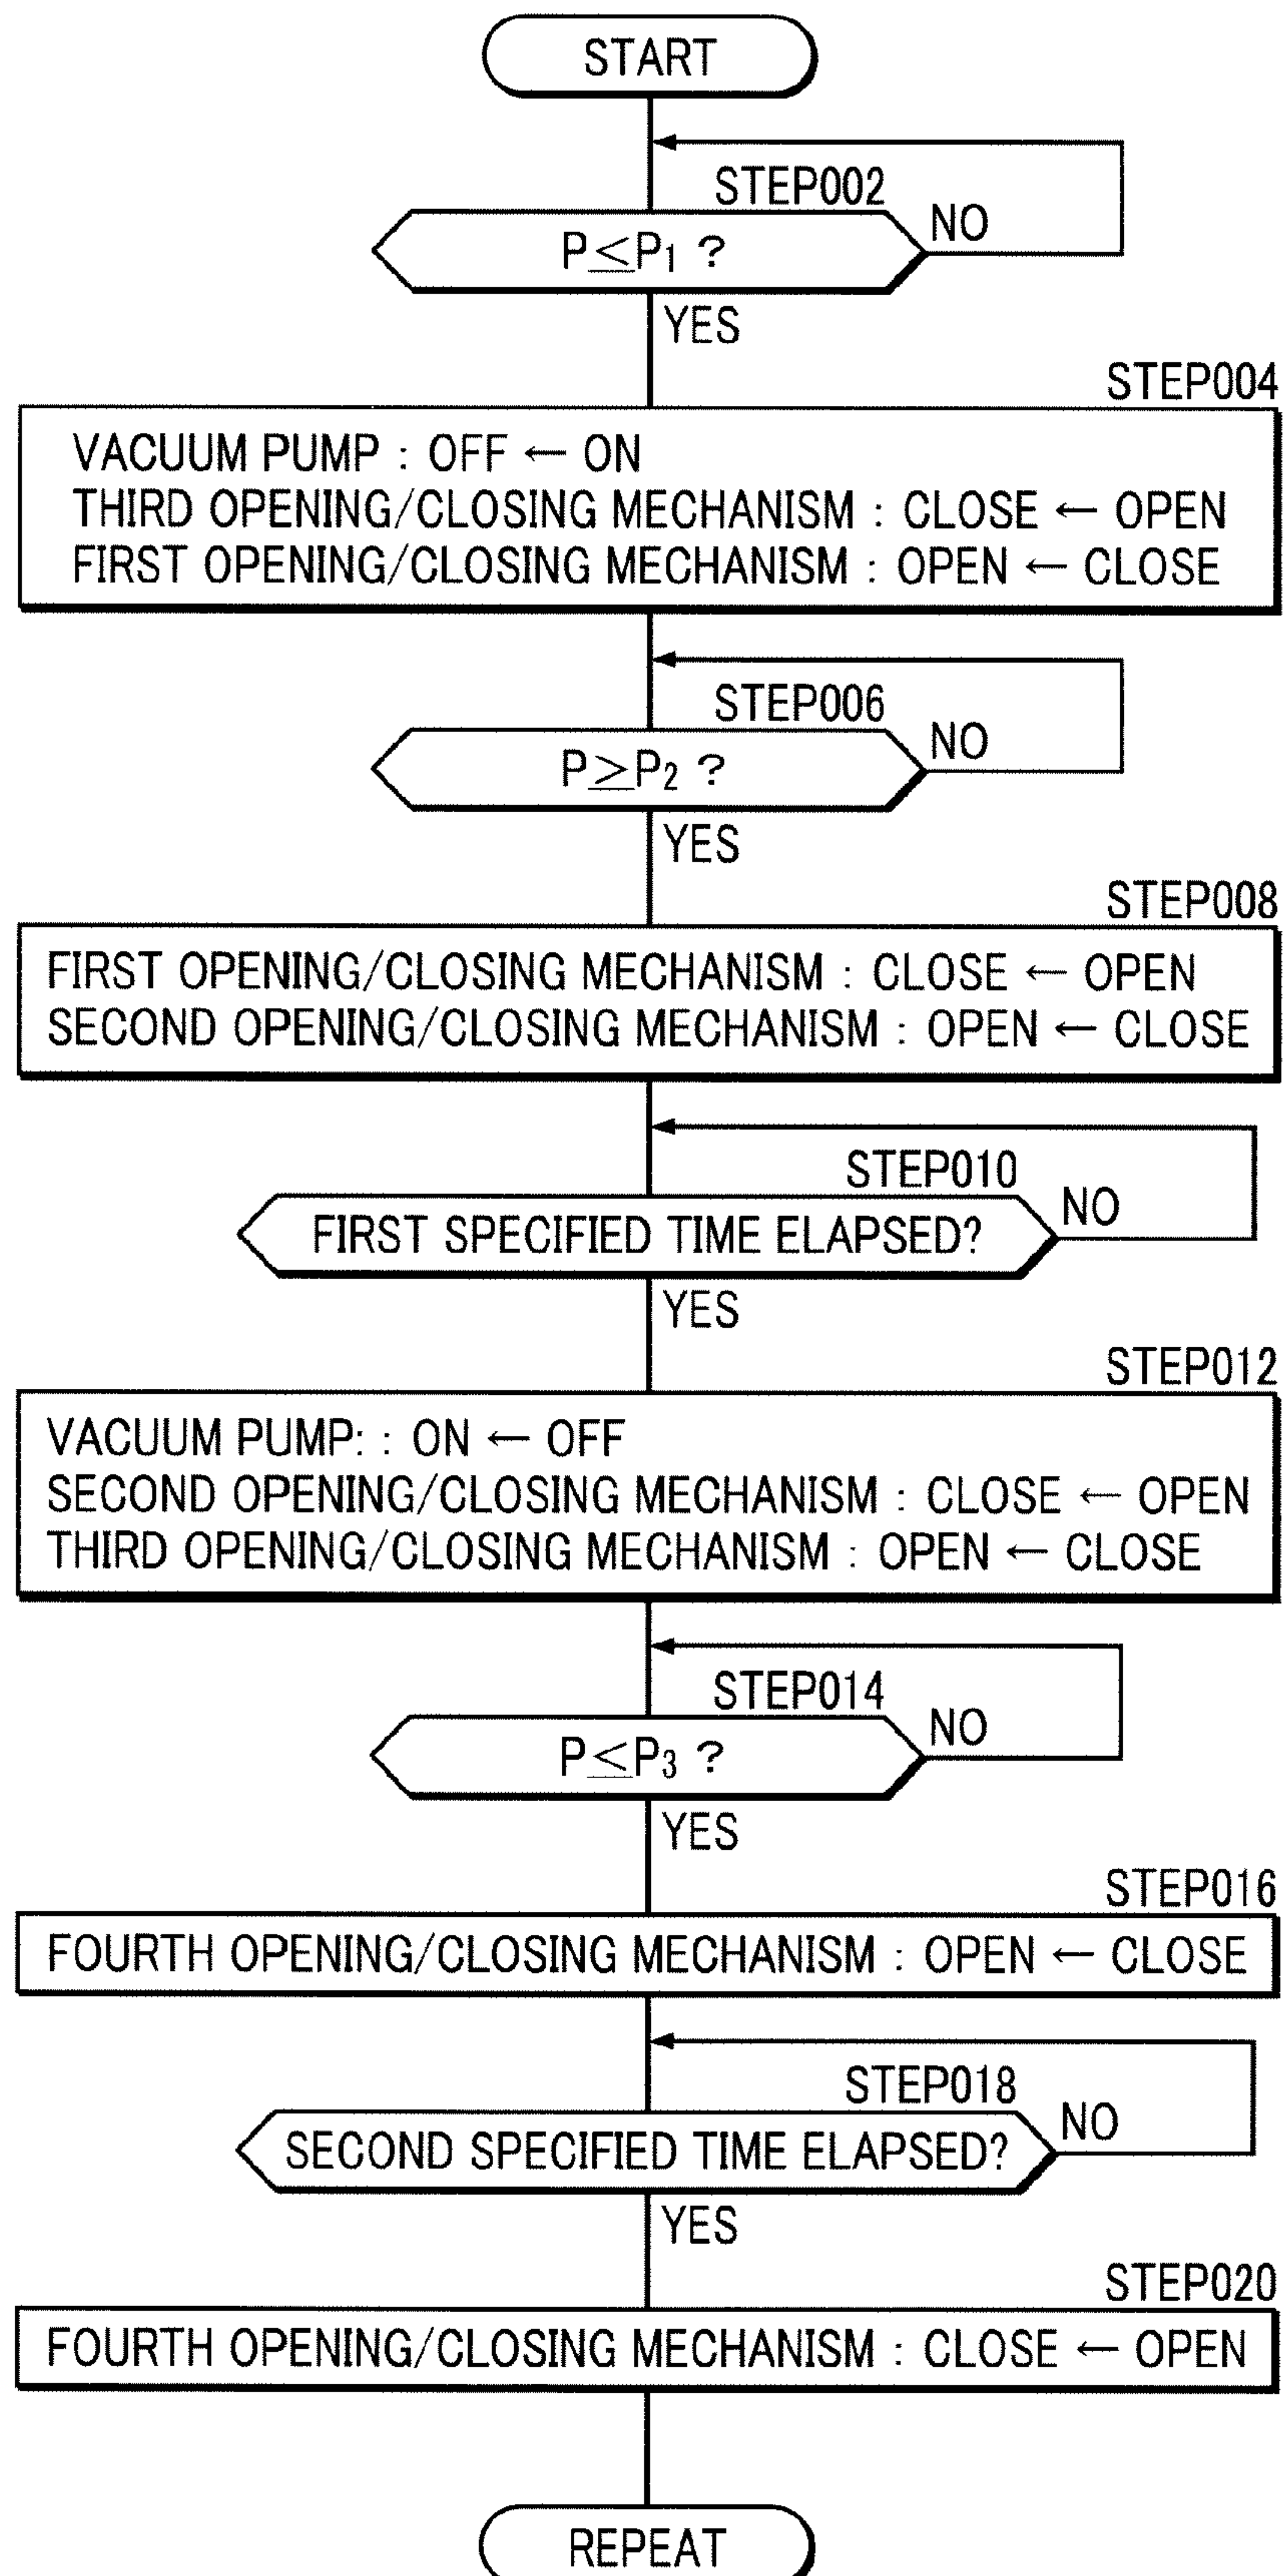 START
STEP002
P≤P₁ ?
NO
YES
STEP004
VACUUM PUMP : OFF ← ON
THIRD OPENING/CLOSING MECHANISM : CLOSE ← OPEN
FIRST OPENING/CLOSING MECHANISM : OPEN ← CLOSE
STEP006
P≥P₂ ?
NO
YES
STEP008
FIRST OPENING/CLOSING MECHANISM : CLOSE ← OPEN
SECOND OPENING/CLOSING MECHANISM : OPEN ← CLOSE
STEP010
FIRST SPECIFIED TIME ELAPSED?
NO
YES
STEP012
VACUUM PUMP: : ON ← OFF
SECOND OPENING/CLOSING MECHANISM : CLOSE ← OPEN
THIRD OPENING/CLOSING MECHANISM : OPEN ← CLOSE
STEP014
P≤P₃ ?
NO
YES
STEP016
FOURTH OPENING/CLOSING MECHANISM : OPEN ← CLOSE
STEP018
SECOND SPECIFIED TIME ELAPSED?
NO
YES
STEP020
FOURTH OPENING/CLOSING MECHANISM : CLOSE ← OPEN
REPEAT